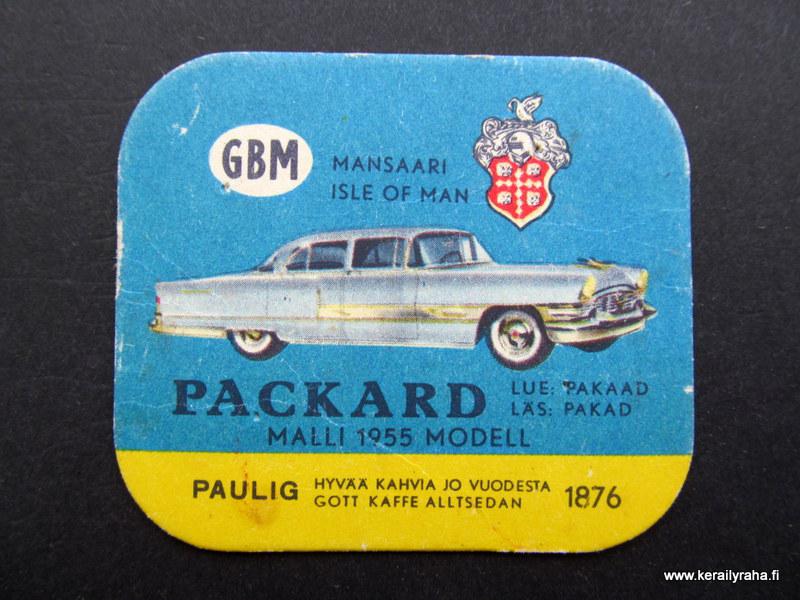 GBM
MANSAARI
ISLE OF MAN
PACKARD
LUE: PAKAAD
LÄS: PAKAD
MALLI 1955 MODELL
PAULIG
HYVÄÄ KAHVIA JO VUODESTA
GOTT KAFFE ALLTSEDAN
1876
www.kerailyraha.fi